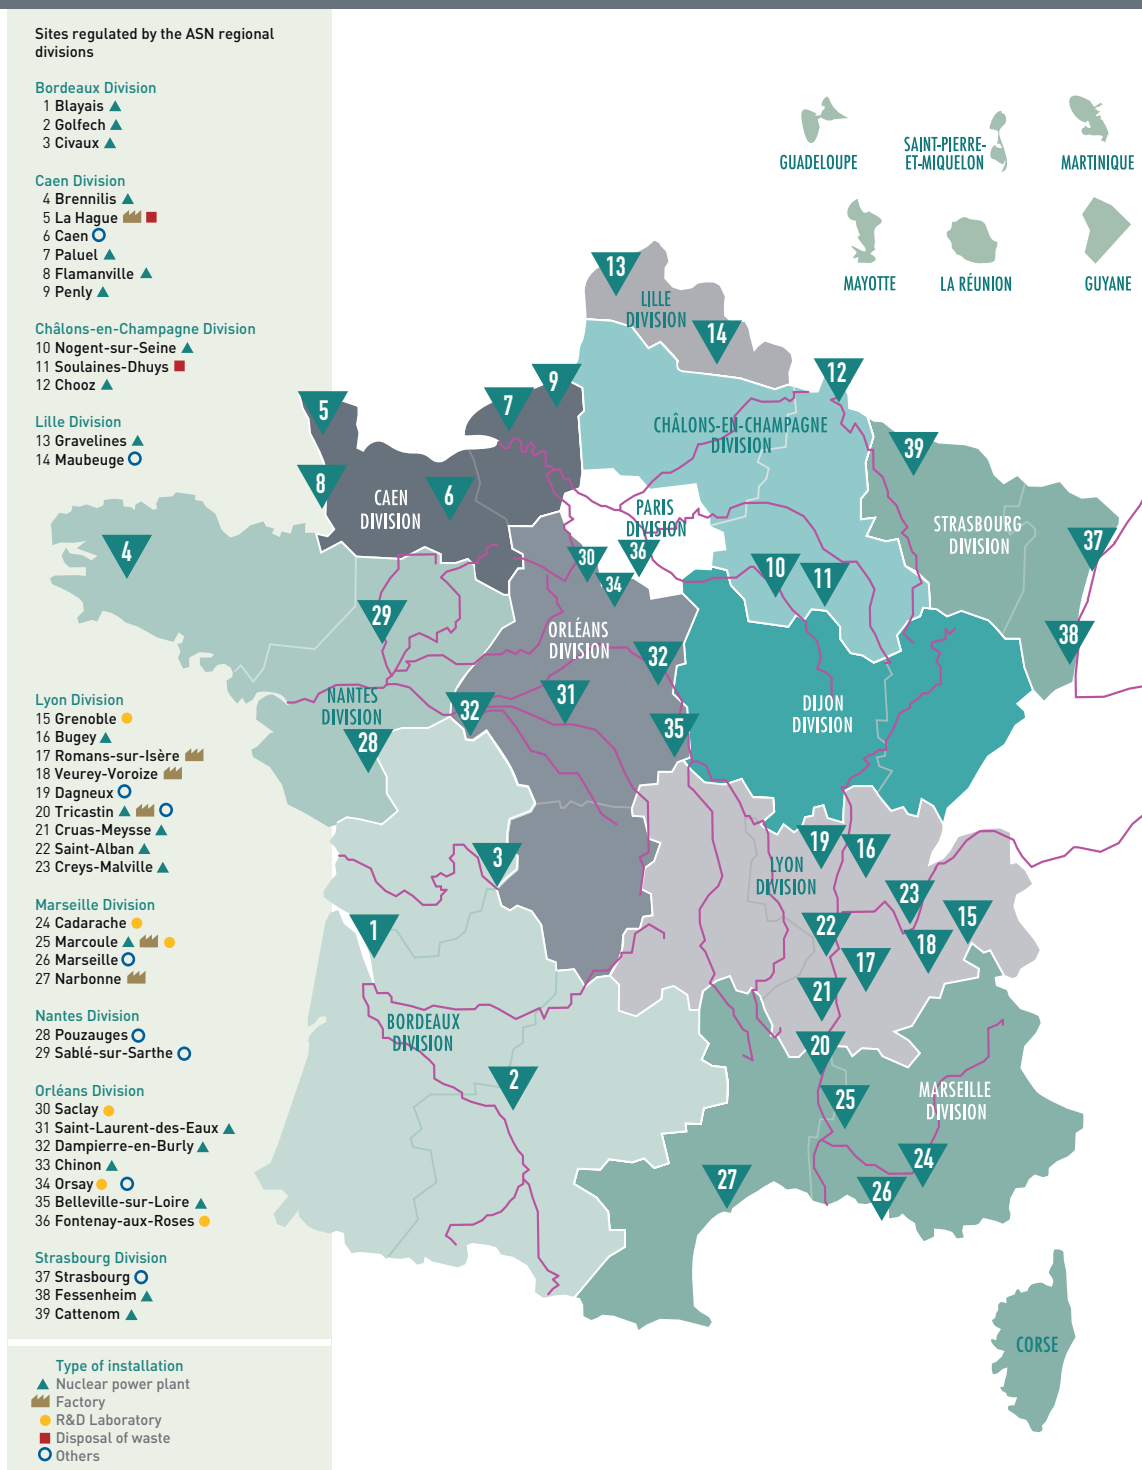 Sites regulated by the ASN regional
divisions
Bordeaux Division
1 Blayais
2 Golfech
3 Civaux
Caen Division
4 Brennilis
5 La Hague
6 Caen
7 Paluel
8 Flamanville
9 Penly
Châlons-en-Champagne Division
10 Nogent-sur-Seine
11 Soulaines-Dhuys
12 Chooz
Lille Division
13 Gravelines
14 Maubeuge
Lyon Division
15 Grenoble
16 Bugey
17 Romans-sur-Isère
18 Veurey-Voroize
19 Dagneux
20 Tricastin
21 Cruas-Meysse
22 Saint-Alban
23 Creys-Malville
Marseille Division
24 Cadarache
25 Marcoule
26 Marseille
27 Narbonne
Nantes Division
28 Pouzauges
29 Sablé-sur-Sarthe
Orléans Division
30 Saclay
31 Saint-Laurent-des-Eaux
32 Dampierre-en-Burly
33 Chinon
34 Orsay
35 Belleville-sur-Loire
36 Fontenay-aux-Roses
Strasbourg Division
37 Strasbourg
38 Fessenheim
39 Cattenom
Type of installation
Nuclear power plant
Factory
R&D Laboratory
Disposal of waste
Others
GUADELOUPE
SAINT-PIERRE-
ET-MIQUELON
MARTINIQUE
MAYOTTE
LA RÉUNION
GUYANE
13
LILLE
DIVISION
14
12
9
7
5
CHÂLONS-EN-CHAMPAGNE
DIVISION
39
8
6
CAEN
DIVISION
PARIS
DIVISION
STRASBOURG
DIVISION
37
4
30
36
34
10
11
29
ORLÉANS
DIVISION
38
32
31
NANTES
DIVISION
32
DIJON
DIVISION
28
35
3
19
16
LYON
DIVISION
23
15
1
22
18
17
21
BORDEAUX
DIVISION
20
2
25
MARSEILLE
DIVISION
24
27
26
CORSE